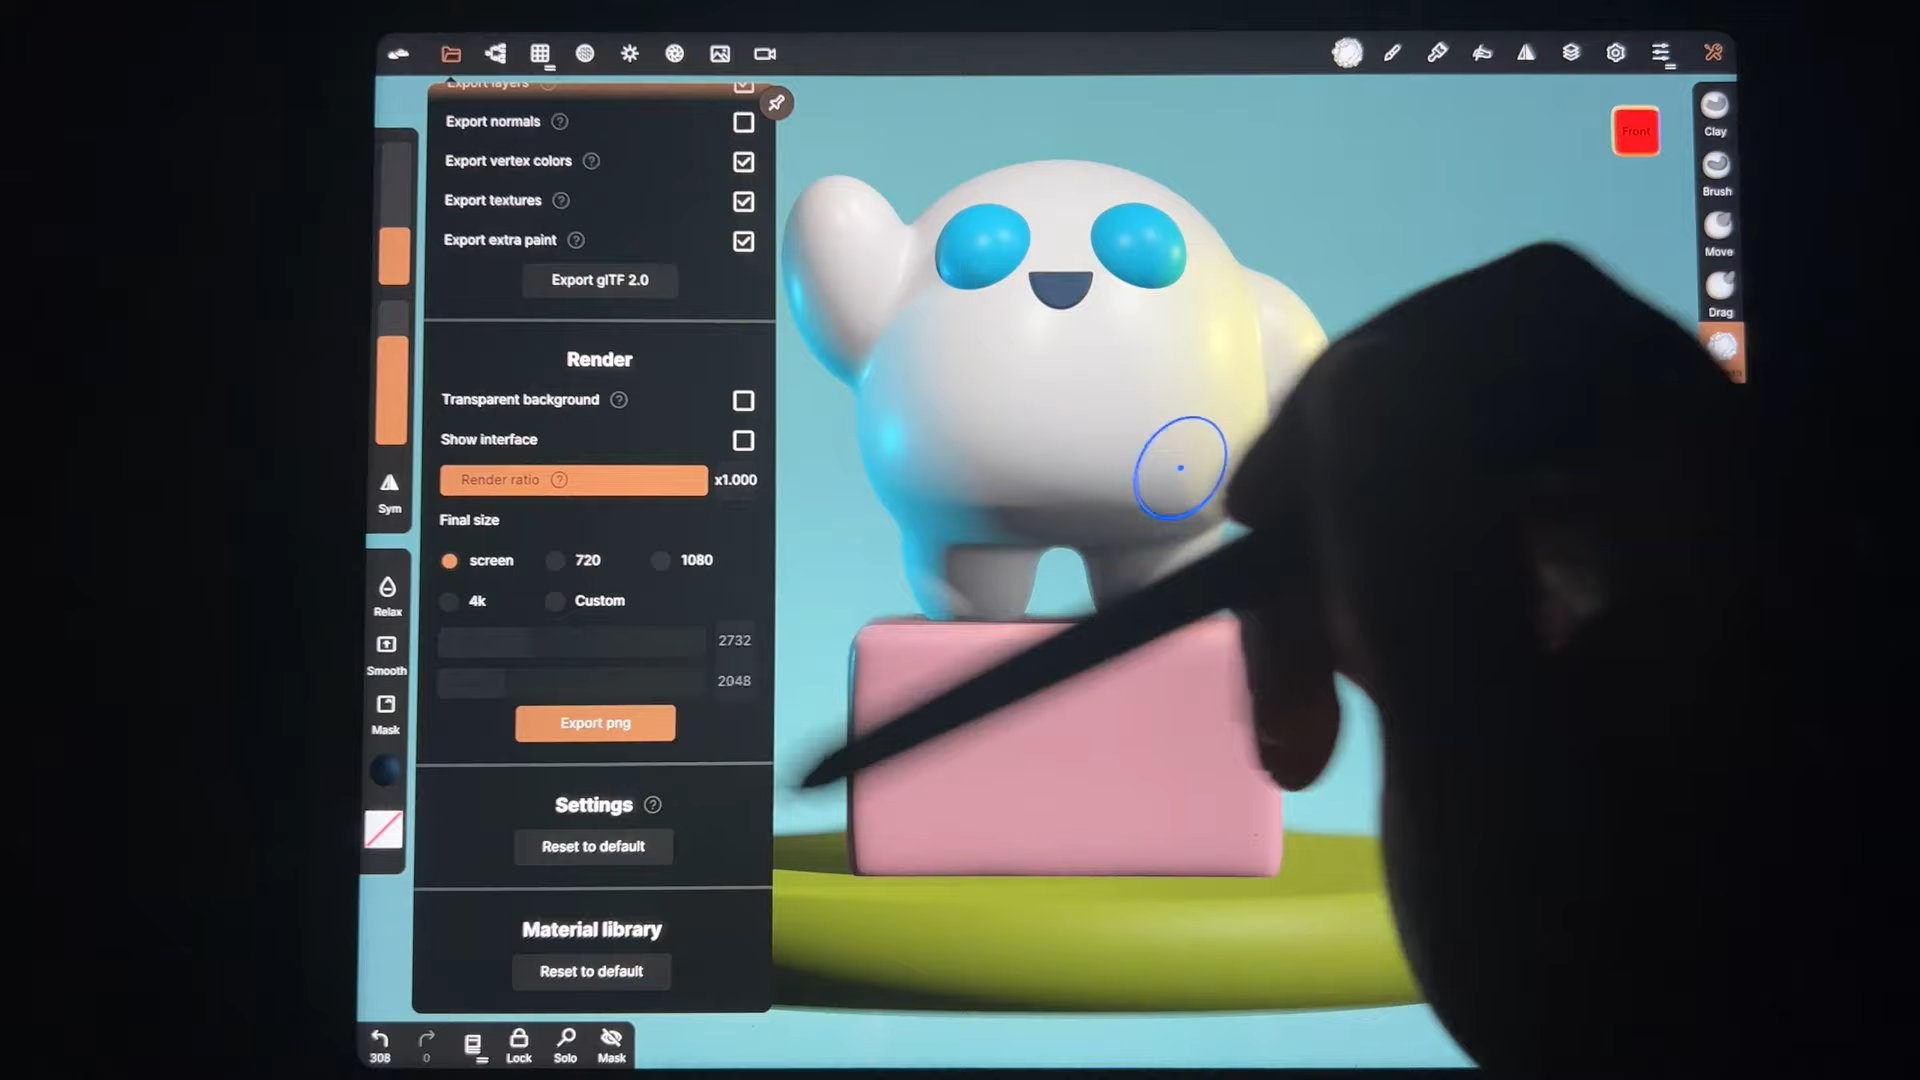 Export layers
Export normals
Export vertex colors
Export textures
Export extra paint
Export glTF 2.0
Render
Transparent background
Show interface
Render ratio x1.000
Final size
screen 720 1080
4k Custom
2732
2048
Export png
Settings
Reset to default
Material library
Reset to default
Sym
Relax
Smooth
Mask
308 0 Lock Solo Mask
Front
Clay
Brush
Move
Drag